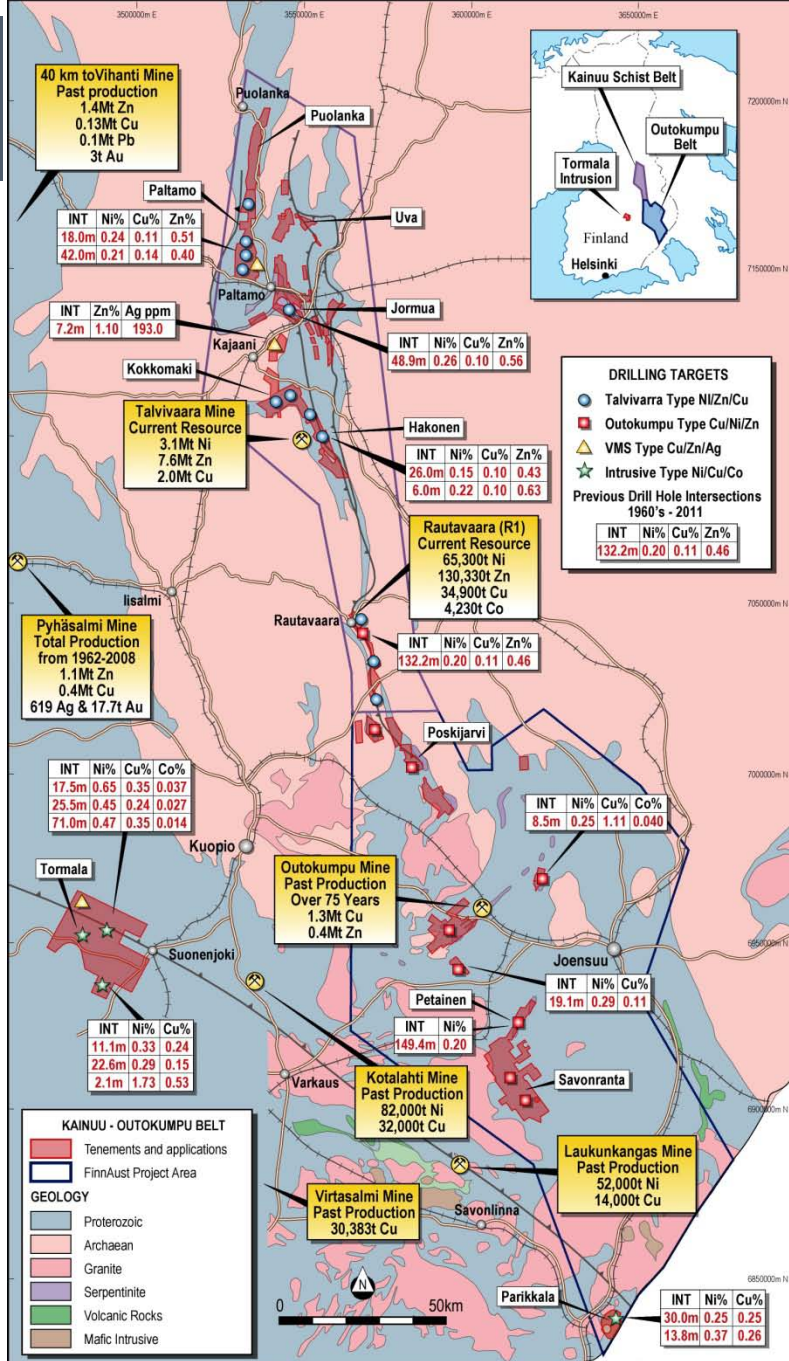 3500000m E
3550000m E
3600000m E
3650000m E
40 km toVihanti Mine
Past production
1.4Mt Zn
0.13Mt Cu
0.1Mt Pb
3t Au
Puolanka
Puolanka
7200000m N
Kainuu Schist Belt
Outokumpu
Belt
Tormala
Intrusion
Finland
Helsinki
Paltamo
Uva
INT Ni% Cu% Zn%
18.0m 0.24 0.11 0.51
42.0m 0.21 0.14 0.40
7150000m N
Paltamo
INT Zn% Ag ppm
7.2m 1.10 193.0
Jormua
Kajaani
INT Ni% Cu% Zn%
48.9m 0.26 0.10 0.56
Kokkomaki
Talvivaara Mine
Current Resource
3.1Mt Ni
7.6Mt Zn
2.0Mt Cu
Hakonen
INT Ni% Cu% Zn%
26.0m 0.15 0.10 0.43
6.0m 0.22 0.10 0.63
DRILLING TARGETS
Talvivarra Type NI/Zn/Cu
Outokumpu Type Cu/Ni/Zn
VMS Type Cu/Zn/Ag
Intrusive Type Ni/Cu/Co
Previous Drill Hole Intersections
1960's - 2011
INT Ni% Cu% Zn%
132.2m 0.20 0.11 0.46
Rautavaara (R1)
Current Resource
65,300t Ni
130,330t Zn
34,900t Cu
4,230t Co
Iisalmi
7050000m N
Rautavaara
Pyhäsalmi Mine
Total Production
from 1962-2008
1.1Mt Zn
0.4Mt Cu
619 Ag & 17.7t Au
INT Ni% Cu% Zn%
132.2m 0.20 0.11 0.46
Poskijarvi
7000000m N
INT Ni% Cu% Co%
17.5m 0.65 0.35 0.037
25.5m 0.45 0.24 0.027
71.0m 0.47 0.35 0.014
INT Ni% Cu% Co%
8.5m 0.25 1.11 0.040
Kuopio
Tormala
Outokumpu Mine
Past Production
Over 75 Years
1.3Mt Cu
0.4Mt Zn
6950000m N
Suonenjoki
Joensuu
INT Ni% Cu%
19.1m 0.29 0.11
Petainen
INT Ni%
149.4m 0.20
INT Ni% Cu%
11.1m 0.33 0.24
22.6m 0.29 0.15
2.1m 1.73 0.53
Varkaus
Savonranta
Kotalahti Mine
Past Production
82,000t Ni
32,000t Cu
6900000m N
KAINUU - OUTOKUMPU BELT
Tenements and applications
FinnAust Project Area
GEOLOGY
Proterozoic
Archaean
Granite
Serpentinite
Volcanic Rocks
Mafic Intrusive
Laukunkangas Mine
Past Production
52,000t Ni
14,000t Cu
Virtasalmi Mine
Past Production
30,383t Cu
Savonlinna
N
0 50km
6850000m N
Parikkala
INT Ni% Cu%
30.0m 0.25 0.25
13.8m 0.37 0.26